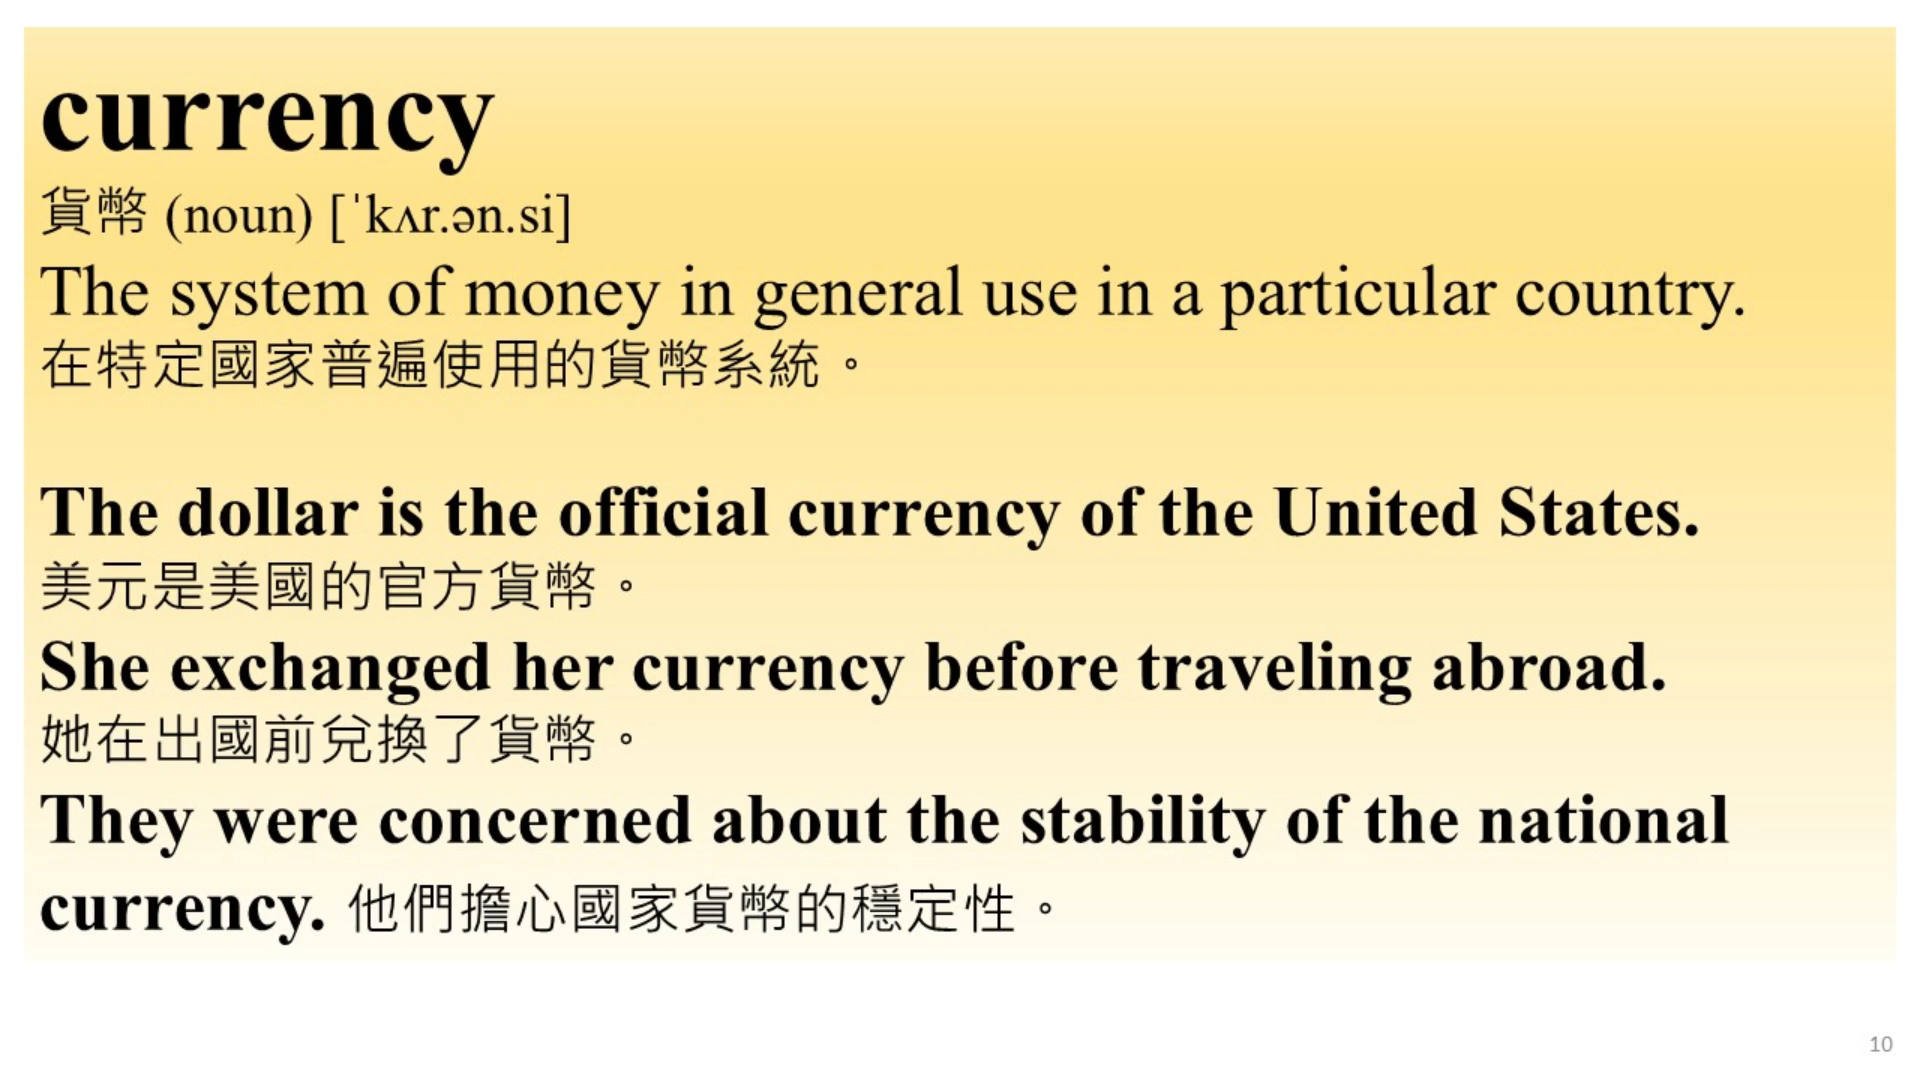 currency
貨幣 (noun) [ˈkʌr.ən.si]
The system of money in general use in a particular country.
在特定國家普遍使用的貨幣系統。
The dollar is the official currency of the United States.
美元是美國的官方貨幣。
She exchanged her currency before traveling abroad.
她在出國前兌換了貨幣。
They were concerned about the stability of the national
currency. 他們擔心國家貨幣的穩定性。
10